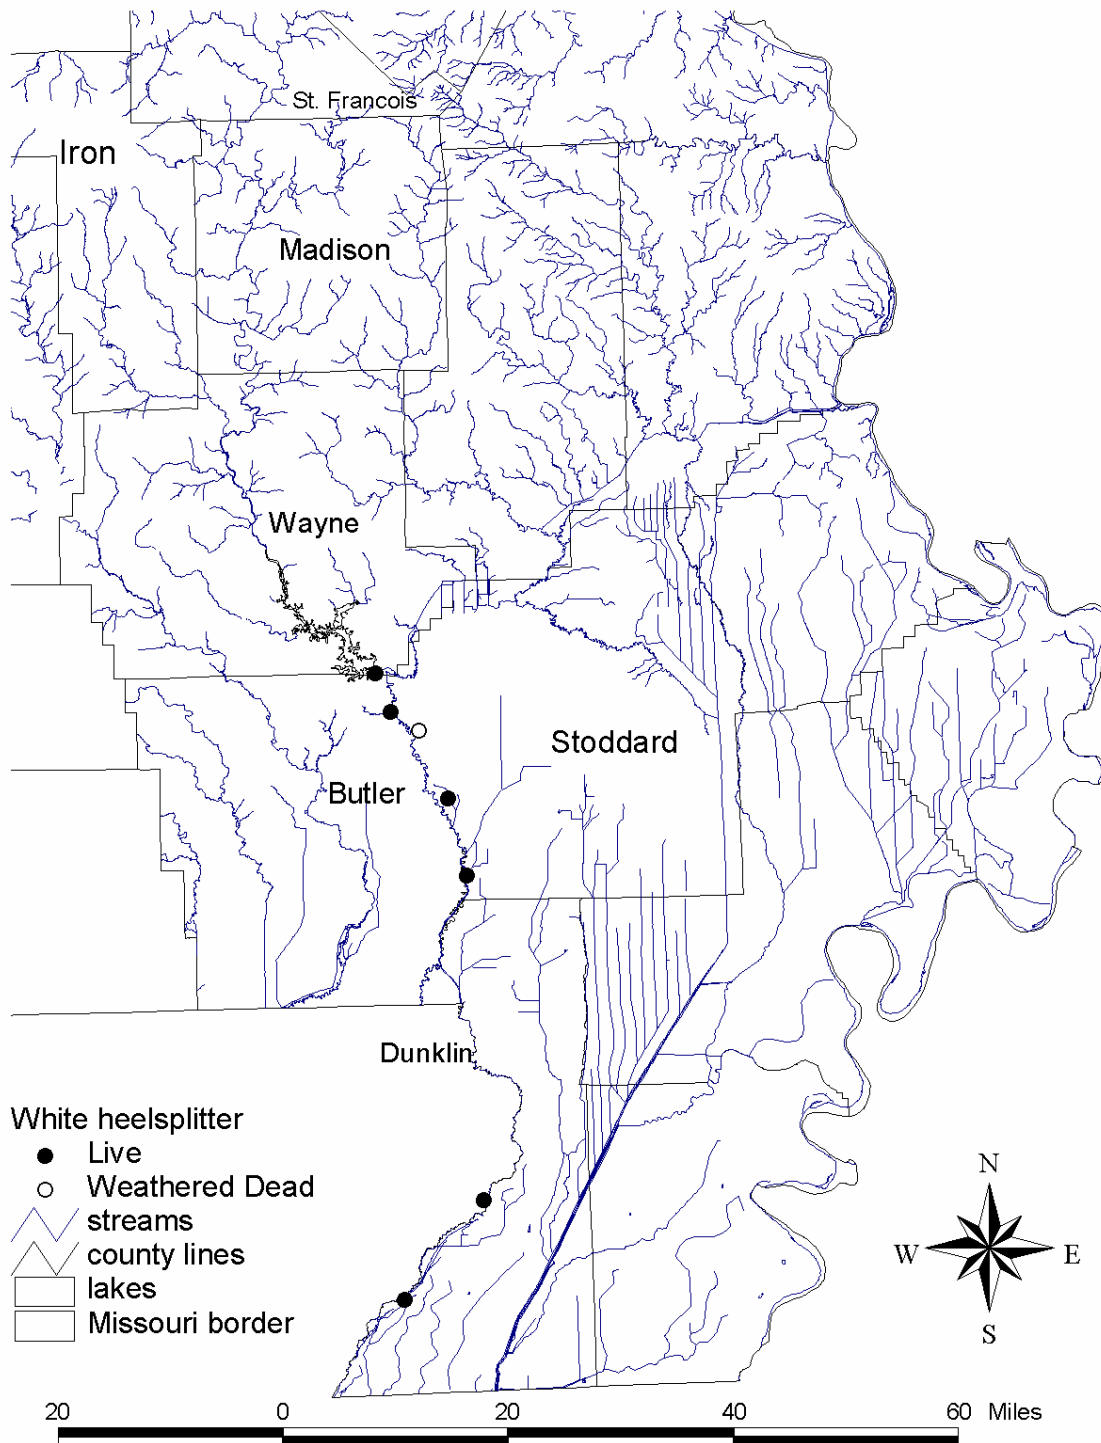 St. Francois
Iron
Madison
Wayne
Stoddard
Butler
Dunklin
White heelsplitter
Live
Weathered Dead
streams
county lines
lakes
Missouri border
N
W E
S
20 0 20 40 60 Miles